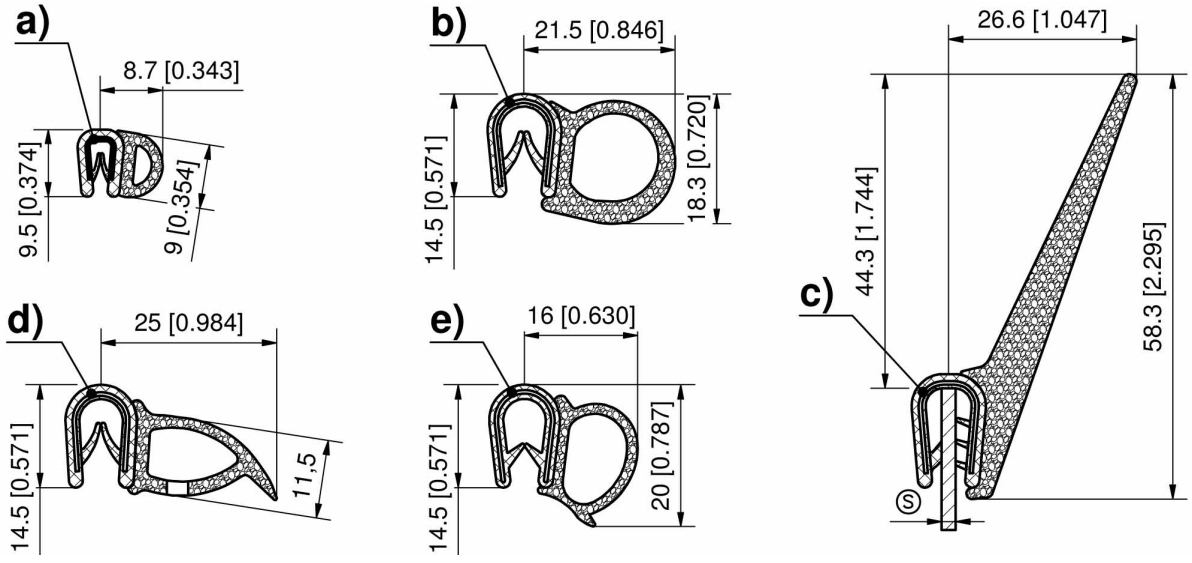 a)
8.7 [0.343]
9.5 [0.374]
9 [0.354]
b)
21.5 [0.846]
14.5 [0.571]
18.3 [0.720]
c)
26.6 [1.047]
44.3 [1.744]
58.3 [2.295]
S
d)
25 [0.984]
14.5 [0.571]
11,5
e)
16 [0.630]
14.5 [0.571]
20 [0.787]